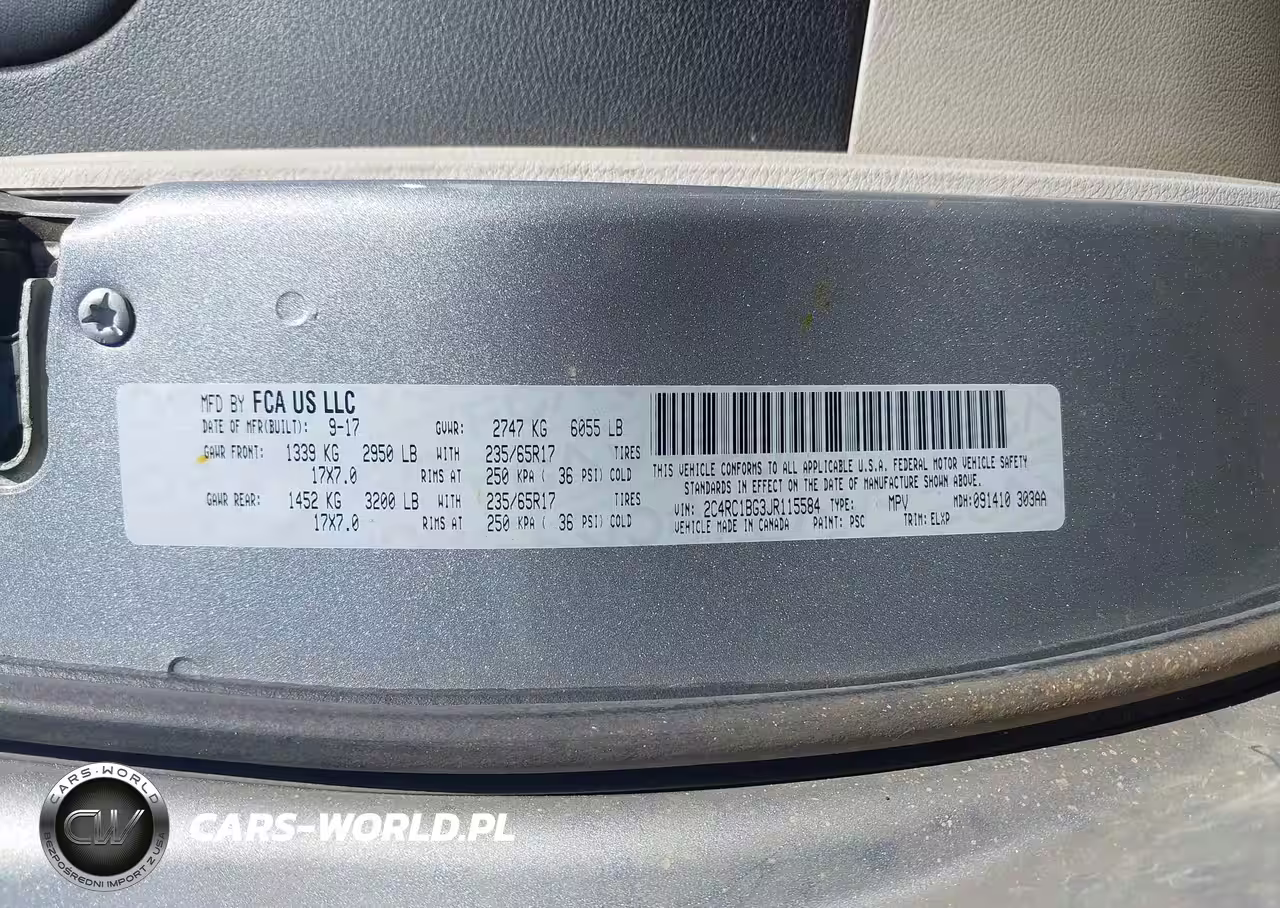 MFD BY FCA US LLC
DATE OF MFR(BUILT): 9-17 GVWR: 2747 KG 6055 LB
GAWR FRONT: 1339 KG 2950 LB WITH 235/65R17 TIRES
17X7.0 RIMS AT 250 KPA ( 36 PSI) COLD
GAWR REAR: 1452 KG 3200 LB WITH 235/65R17 TIRES
17X7.0 RIMS AT 250 KPA ( 36 PSI) COLD
THIS VEHICLE CONFORMS TO ALL APPLICABLE U.S.A. FEDERAL MOTOR VEHICLE SAFETY
STANDARDS IN EFFECT ON THE DATE OF MANUFACTURE SHOWN ABOVE.
VIN: 2C4RC1BG3JR115584 TYPE: MPV MDH: 091410 303AA
VEHICLE MADE IN CANADA PAINT: PSC TRIM: ELXP
CARS-WORLD
CW
BEZPOŚREDNI IMPORT Z USA
CARS-WORLD.PL